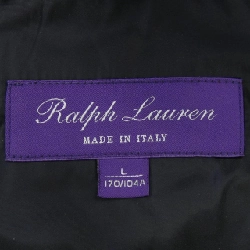 Ralph Lauren
MADE IN ITALY
L
170/104A